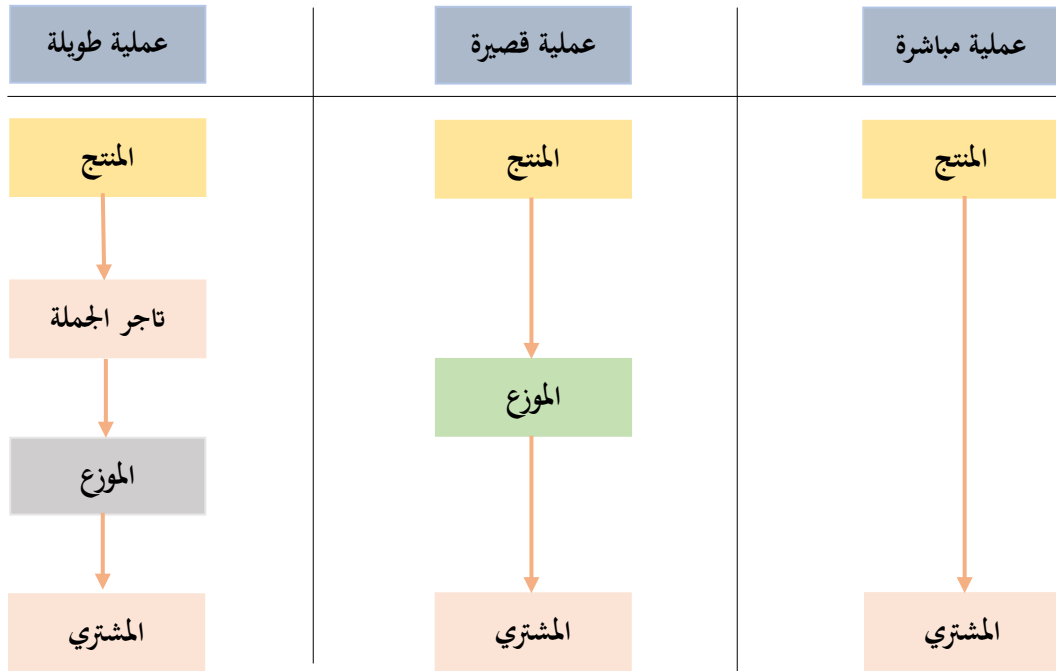 عملية مباشرة
عملية قصيرة
عملية طويلة
المنتج
المنتج
المنتج
تاجر الجملة
الموزع
الموزع
المشتري
المشتري
المشتري